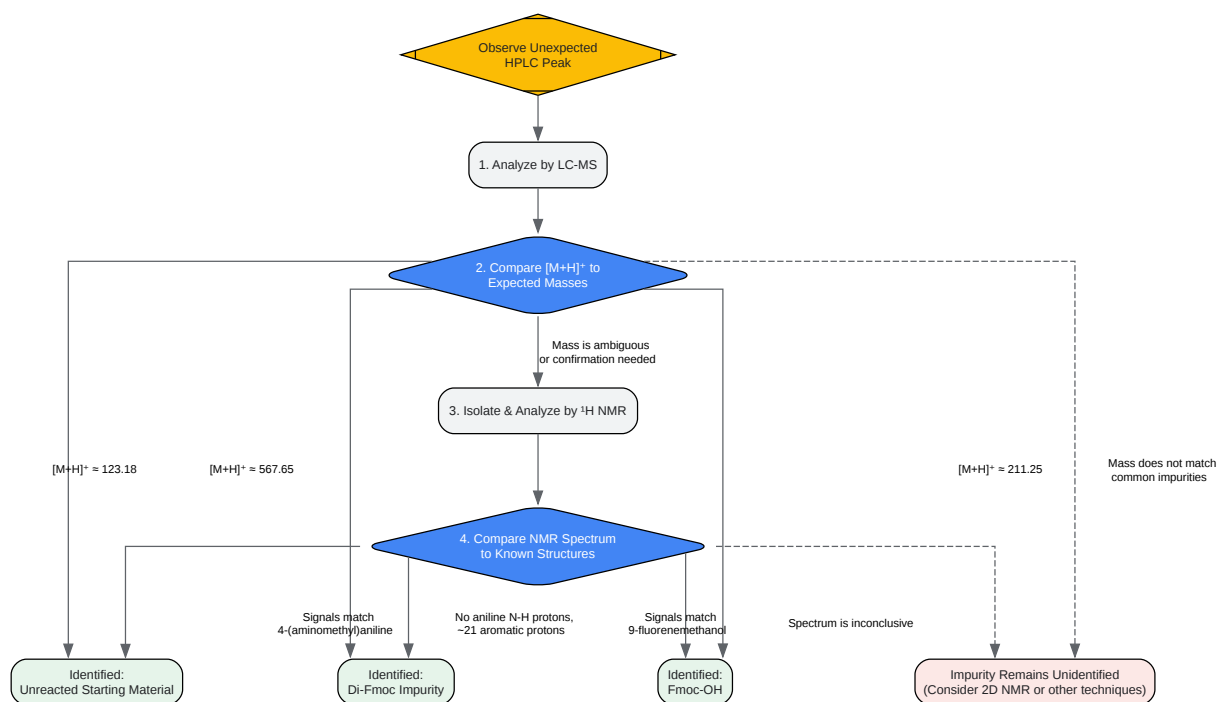 Observe Unexpected
HPLC Peak
1. Analyze by LC-MS
2. Compare [M+H]⁺ to
Expected Masses
Mass is ambiguous
or confirmation needed
3. Isolate & Analyze by ¹H NMR
[M+H]⁺ ≈ 123.18
[M+H]⁺ ≈ 567.65
[M+H]⁺ ≈ 211.25
Mass does not match
common impurities
4. Compare NMR Spectrum
to Known Structures
Signals match
4-(aminomethyl)aniline
No aniline N-H protons,
~21 aromatic protons
Signals match
9-fluorenemethanol
Spectrum is inconclusive
Identified:
Unreacted Starting Material
Identified:
Di-Fmoc Impurity
Identified:
Fmoc-OH
Impurity Remains Unidentified
(Consider 2D NMR or other techniques)